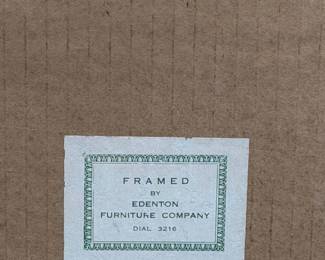 FRAMED
BY
EDENTON
FURNITURE COMPANY
DIAL 3216